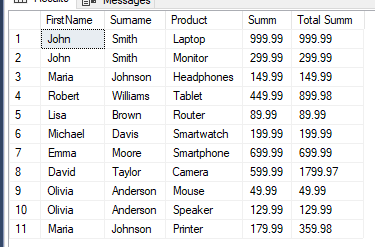 Results Messages
FirstName Surname Product Summ Total Summ
1 John Smith Laptop 999.99 999.99
2 John Smith Monitor 299.99 299.99
3 Maria Johnson Headphones 149.99 149.99
4 Robert Williams Tablet 449.99 899.98
5 Lisa Brown Router 89.99 89.99
6 Michael Davis Smartwatch 199.99 199.99
7 Emma Moore Smartphone 699.99 699.99
8 David Taylor Camera 599.99 1799.97
9 Olivia Anderson Mouse 49.99 49.99
10 Olivia Anderson Speaker 129.99 129.99
11 Maria Johnson Printer 179.99 359.98